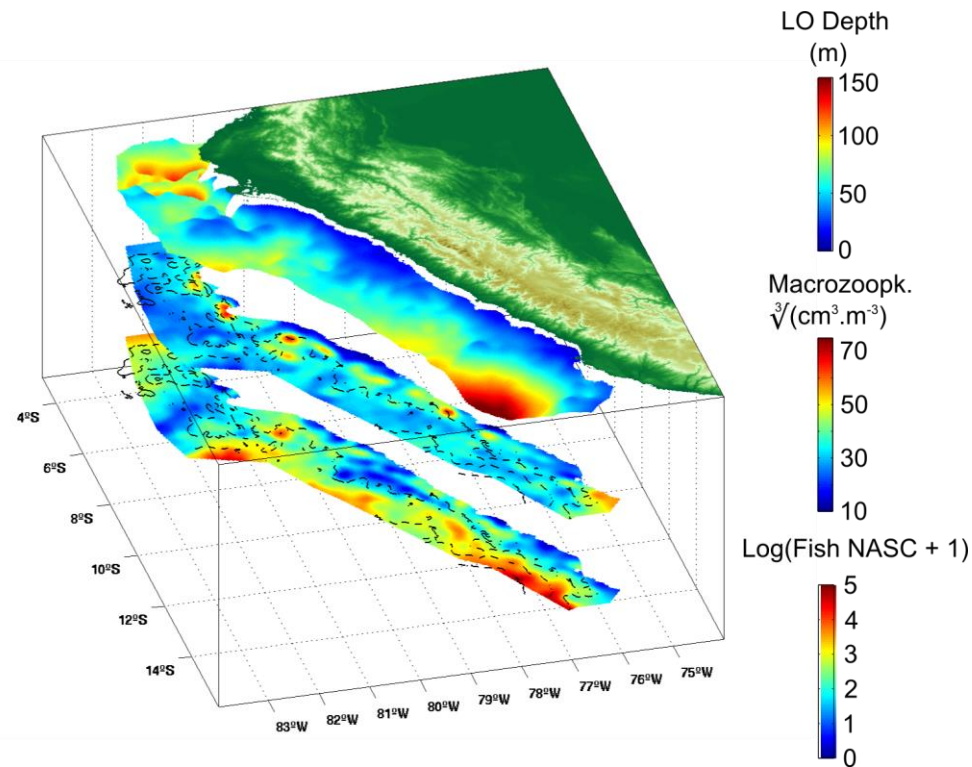 LO Depth
(m)
150
100
50
0
Macrozoopk.
∛(cm³.m⁻³)
70
50
30
10
Log(Fish NASC + 1)
5
4
3
2
1
0
4ºS
6ºS
8ºS
10ºS
12ºS
14ºS
83ºW
82ºW
81ºW
80ºW
79ºW
78ºW
77ºW
76ºW
75ºW